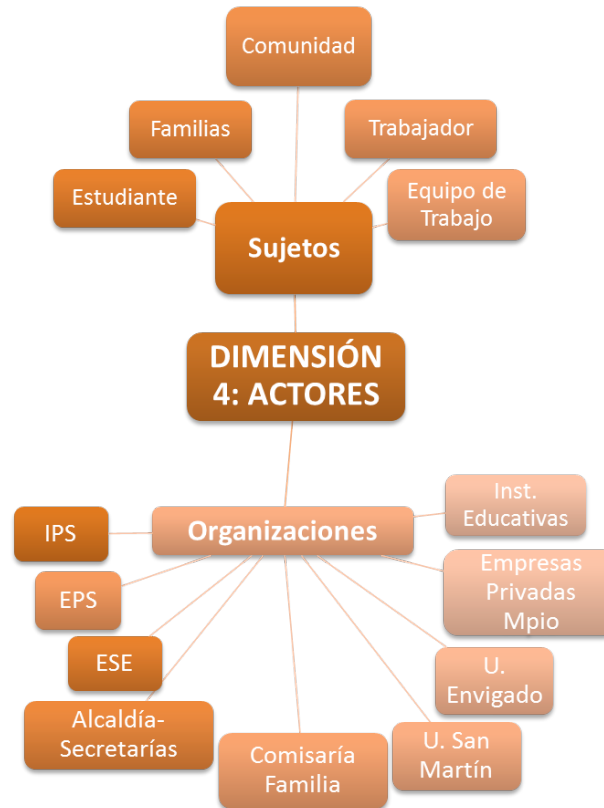 Comunidad
Familias
Trabajador
Estudiante
Equipo de
Trabajo
Sujetos
DIMENSIÓN
4: ACTORES
Organizaciones
Inst.
Educativas
IPS
Empresas
Privadas
Mpio
EPS
ESE
U.
Envigado
Alcaldía-
Secretarías
U. San
Martín
Comisaría
Familia